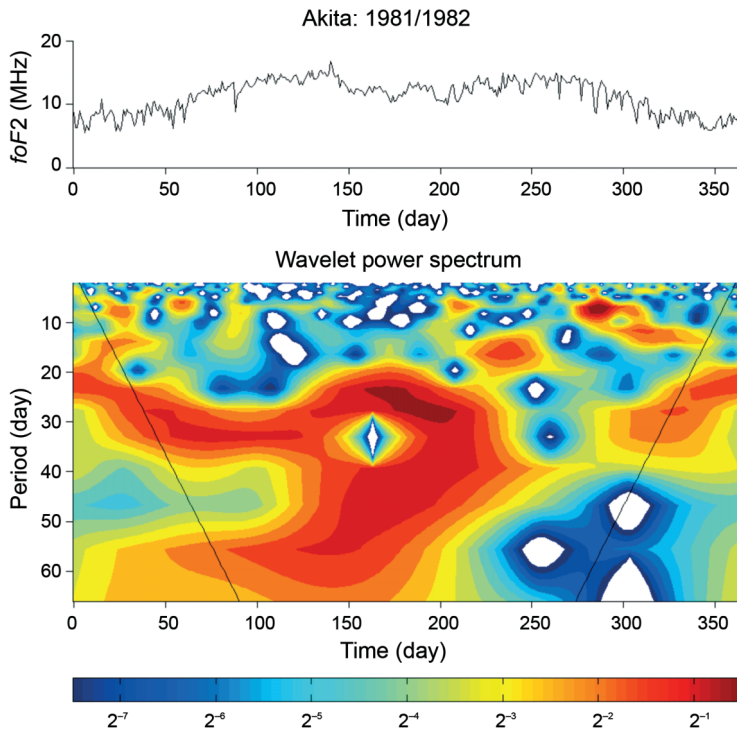 Akita: 1981/1982
foF2 (MHz)
20
10
0
0 50 100 150 200 250 300 350
Time (day)
Wavelet power spectrum
Period (day)
10
20
30
40
50
60
0 50 100 150 200 250 300 350
Time (day)
2⁻⁷ 2⁻⁶ 2⁻⁵ 2⁻⁴ 2⁻³ 2⁻² 2⁻¹